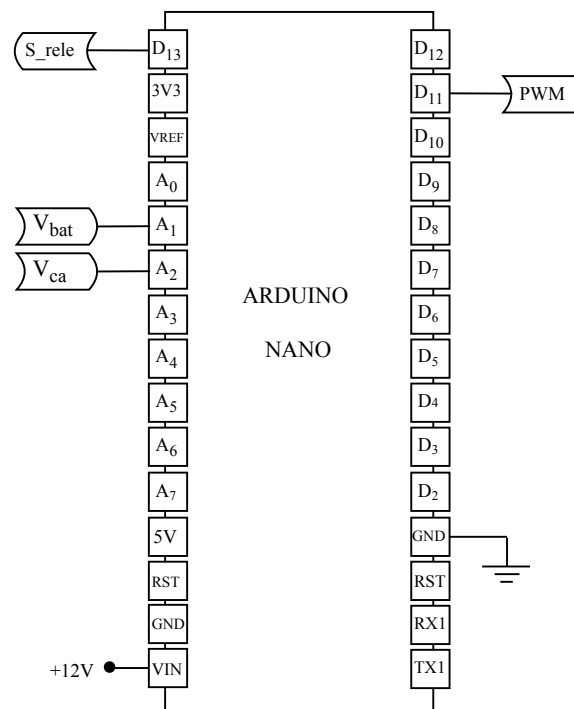 S_rele
D13
3V3
VREF
A0
Vbat
A1
Vca
A2
A3
A4
A5
A6
A7
5V
RST
GND
+12V
VIN
ARDUINO
NANO
D12
D11
PWM
D10
D9
D8
D7
D6
D5
D4
D3
D2
GND
RST
RX1
TX1